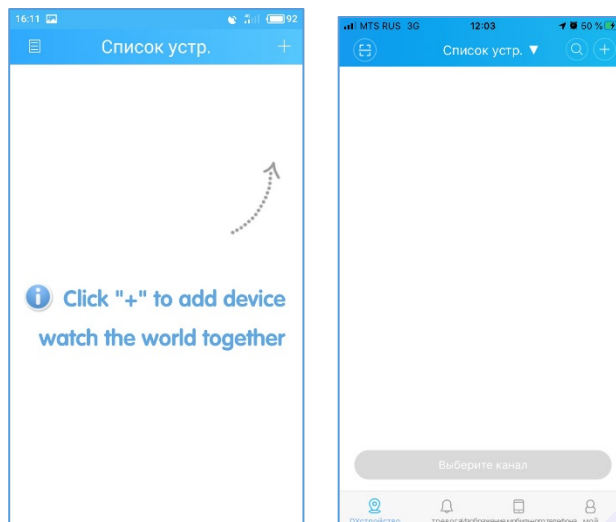 16:11 92
Список устр. +
Click "+" to add device
watch the world together
MTS RUS 3G 12:03 50 %
Список устр. ▼
Выберите канал
мой